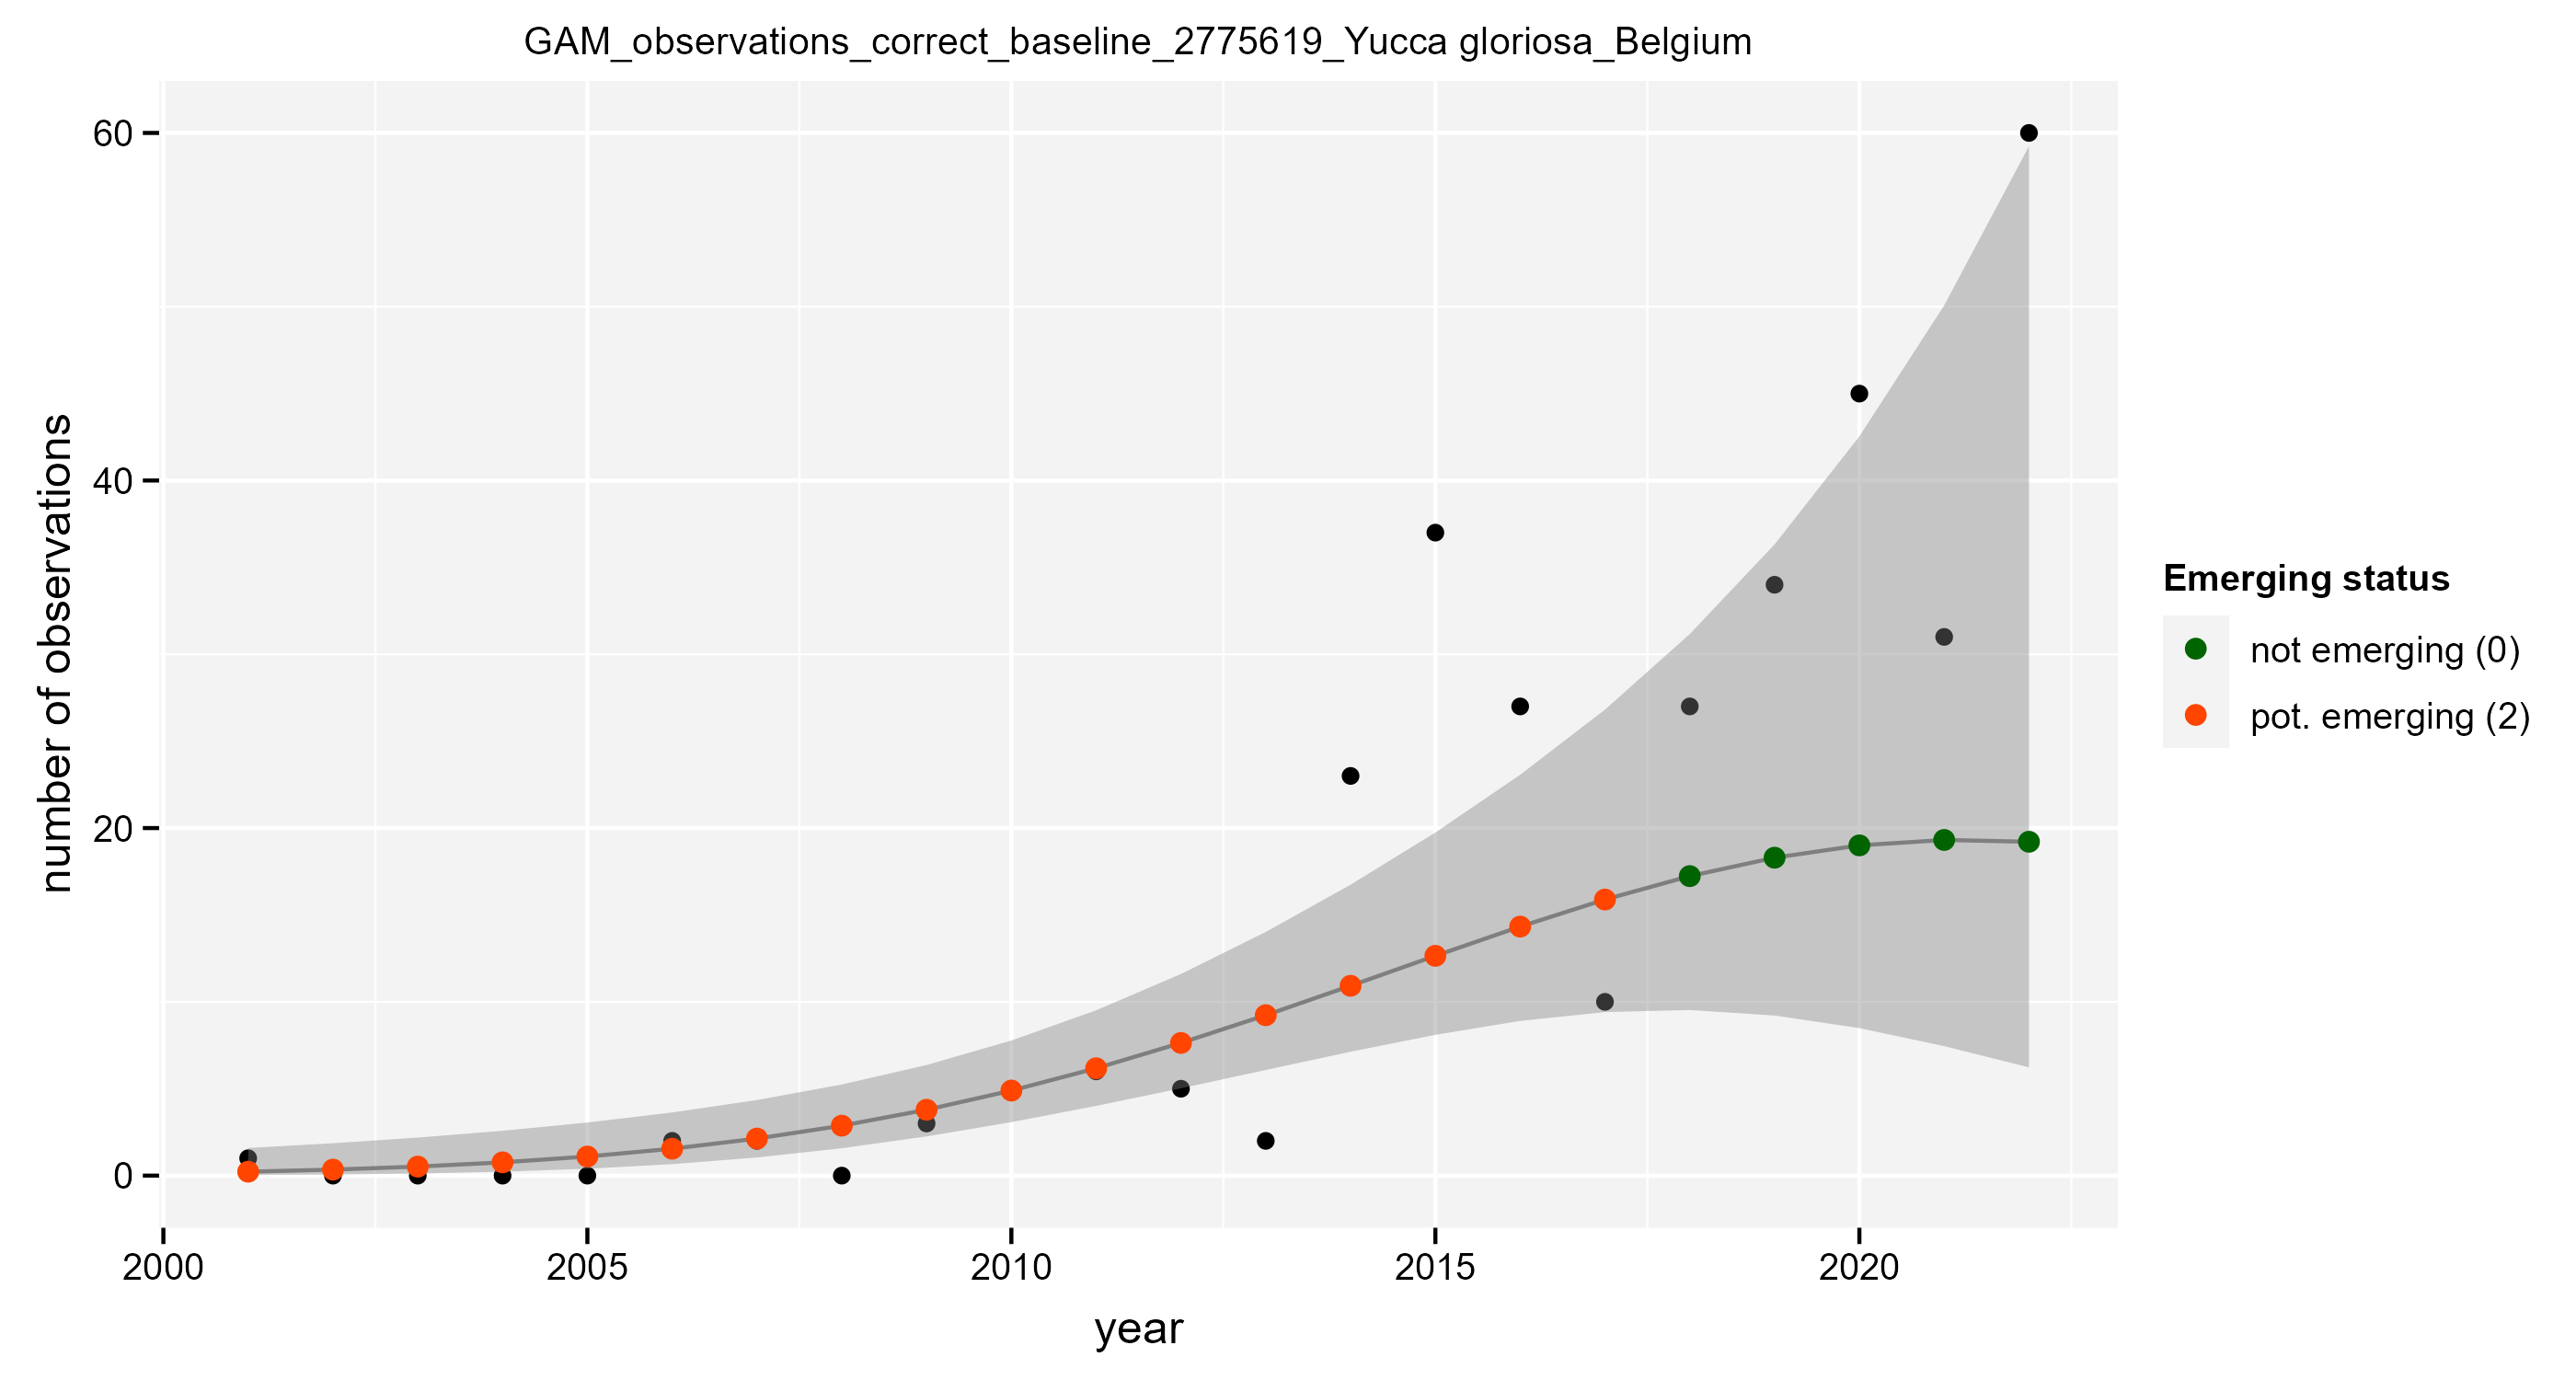 GAM_observations_correct_baseline_2775619_Yucca gloriosa_Belgium
number of observations
60
40
20
0
2000
2005
2010
2015
2020
year
Emerging status
not emerging (0)
pot. emerging (2)